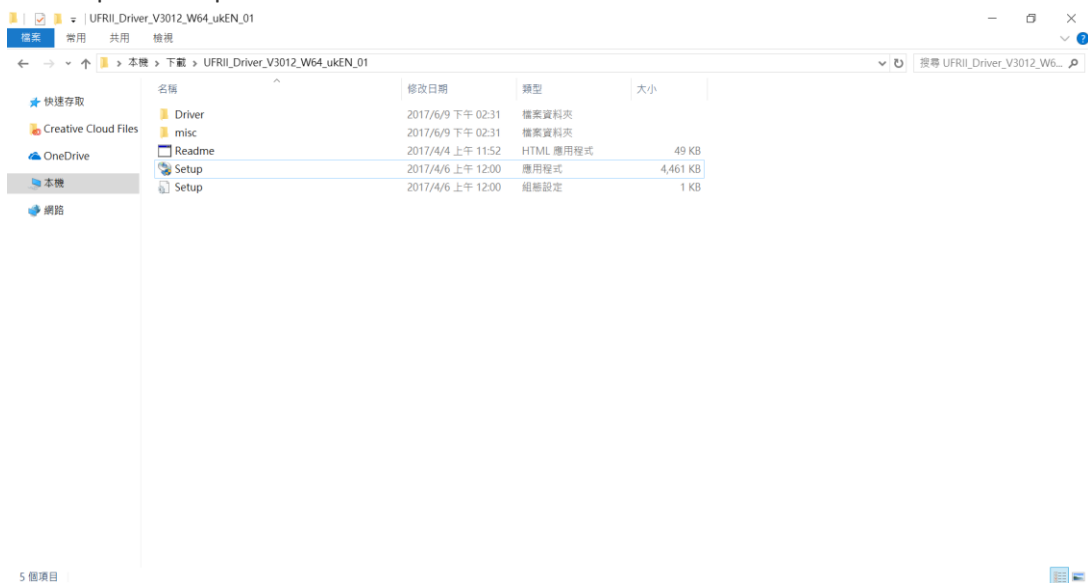 UFRII_Driver_V3012_W64_ukEN_01
檔案 常用 共用 檢視
本機 > 下載 > UFRII_Driver_V3012_W64_ukEN_01 搜尋 UFRII_Driver_V3012_W6...
名稱 修改日期 類型 大小
快速存取
Creative Cloud Files
OneDrive
本機
網路
Driver 2017/6/9 下午 02:31 檔案資料夾
misc 2017/6/9 下午 02:31 檔案資料夾
Readme 2017/4/4 上午 11:52 HTML 應用程式 49 KB
Setup 2017/4/6 上午 12:00 應用程式 4,461 KB
Setup 2017/4/6 上午 12:00 組態設定 1 KB
5 個項目